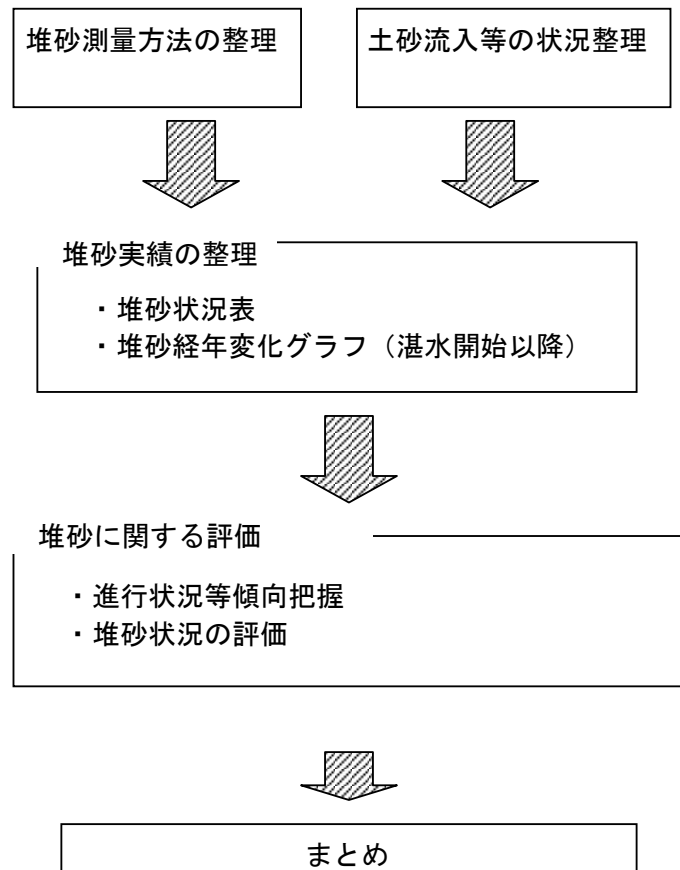 堆砂測量方法の整理
土砂流入等の状況整理
堆砂実績の整理
・堆砂状況表
・堆砂経年変化グラフ（湛水開始以降）
堆砂に関する評価
・進行状況等傾向把握
・堆砂状況の評価
まとめ